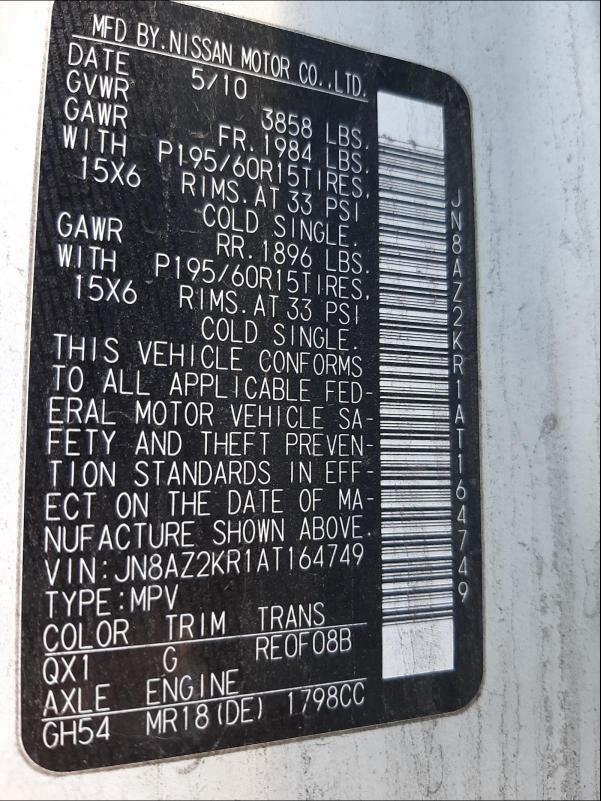 MFD BY.NISSAN MOTOR CO.,LTD.
DATE 5/10
GVWR 3858 LBS.
GAWR FR.1984 LBS.
WITH P195/60R15TIRES,
15X6 RIMS.AT 33 PSI
COLD SINGLE.
GAWR RR.1896 LBS.
WITH P195/60R15TIRES,
15X6 RIMS.AT 33 PSI
COLD SINGLE.
THIS VEHICLE CONFORMS
TO ALL APPLICABLE FED-
ERAL MOTOR VEHICLE SA-
FETY AND THEFT PREVEN-
TION STANDARDS IN EFF-
ECT ON THE DATE OF MA-
NUFACTURE SHOWN ABOVE.
VIN:JN8AZ2KR1AT164749
TYPE:MPV
COLOR TRIM TRANS
QX1 G RE0F08B
AXLE ENGINE
GH54 MR18(DE) 1798CC
JN8AZ2KR1AT164749